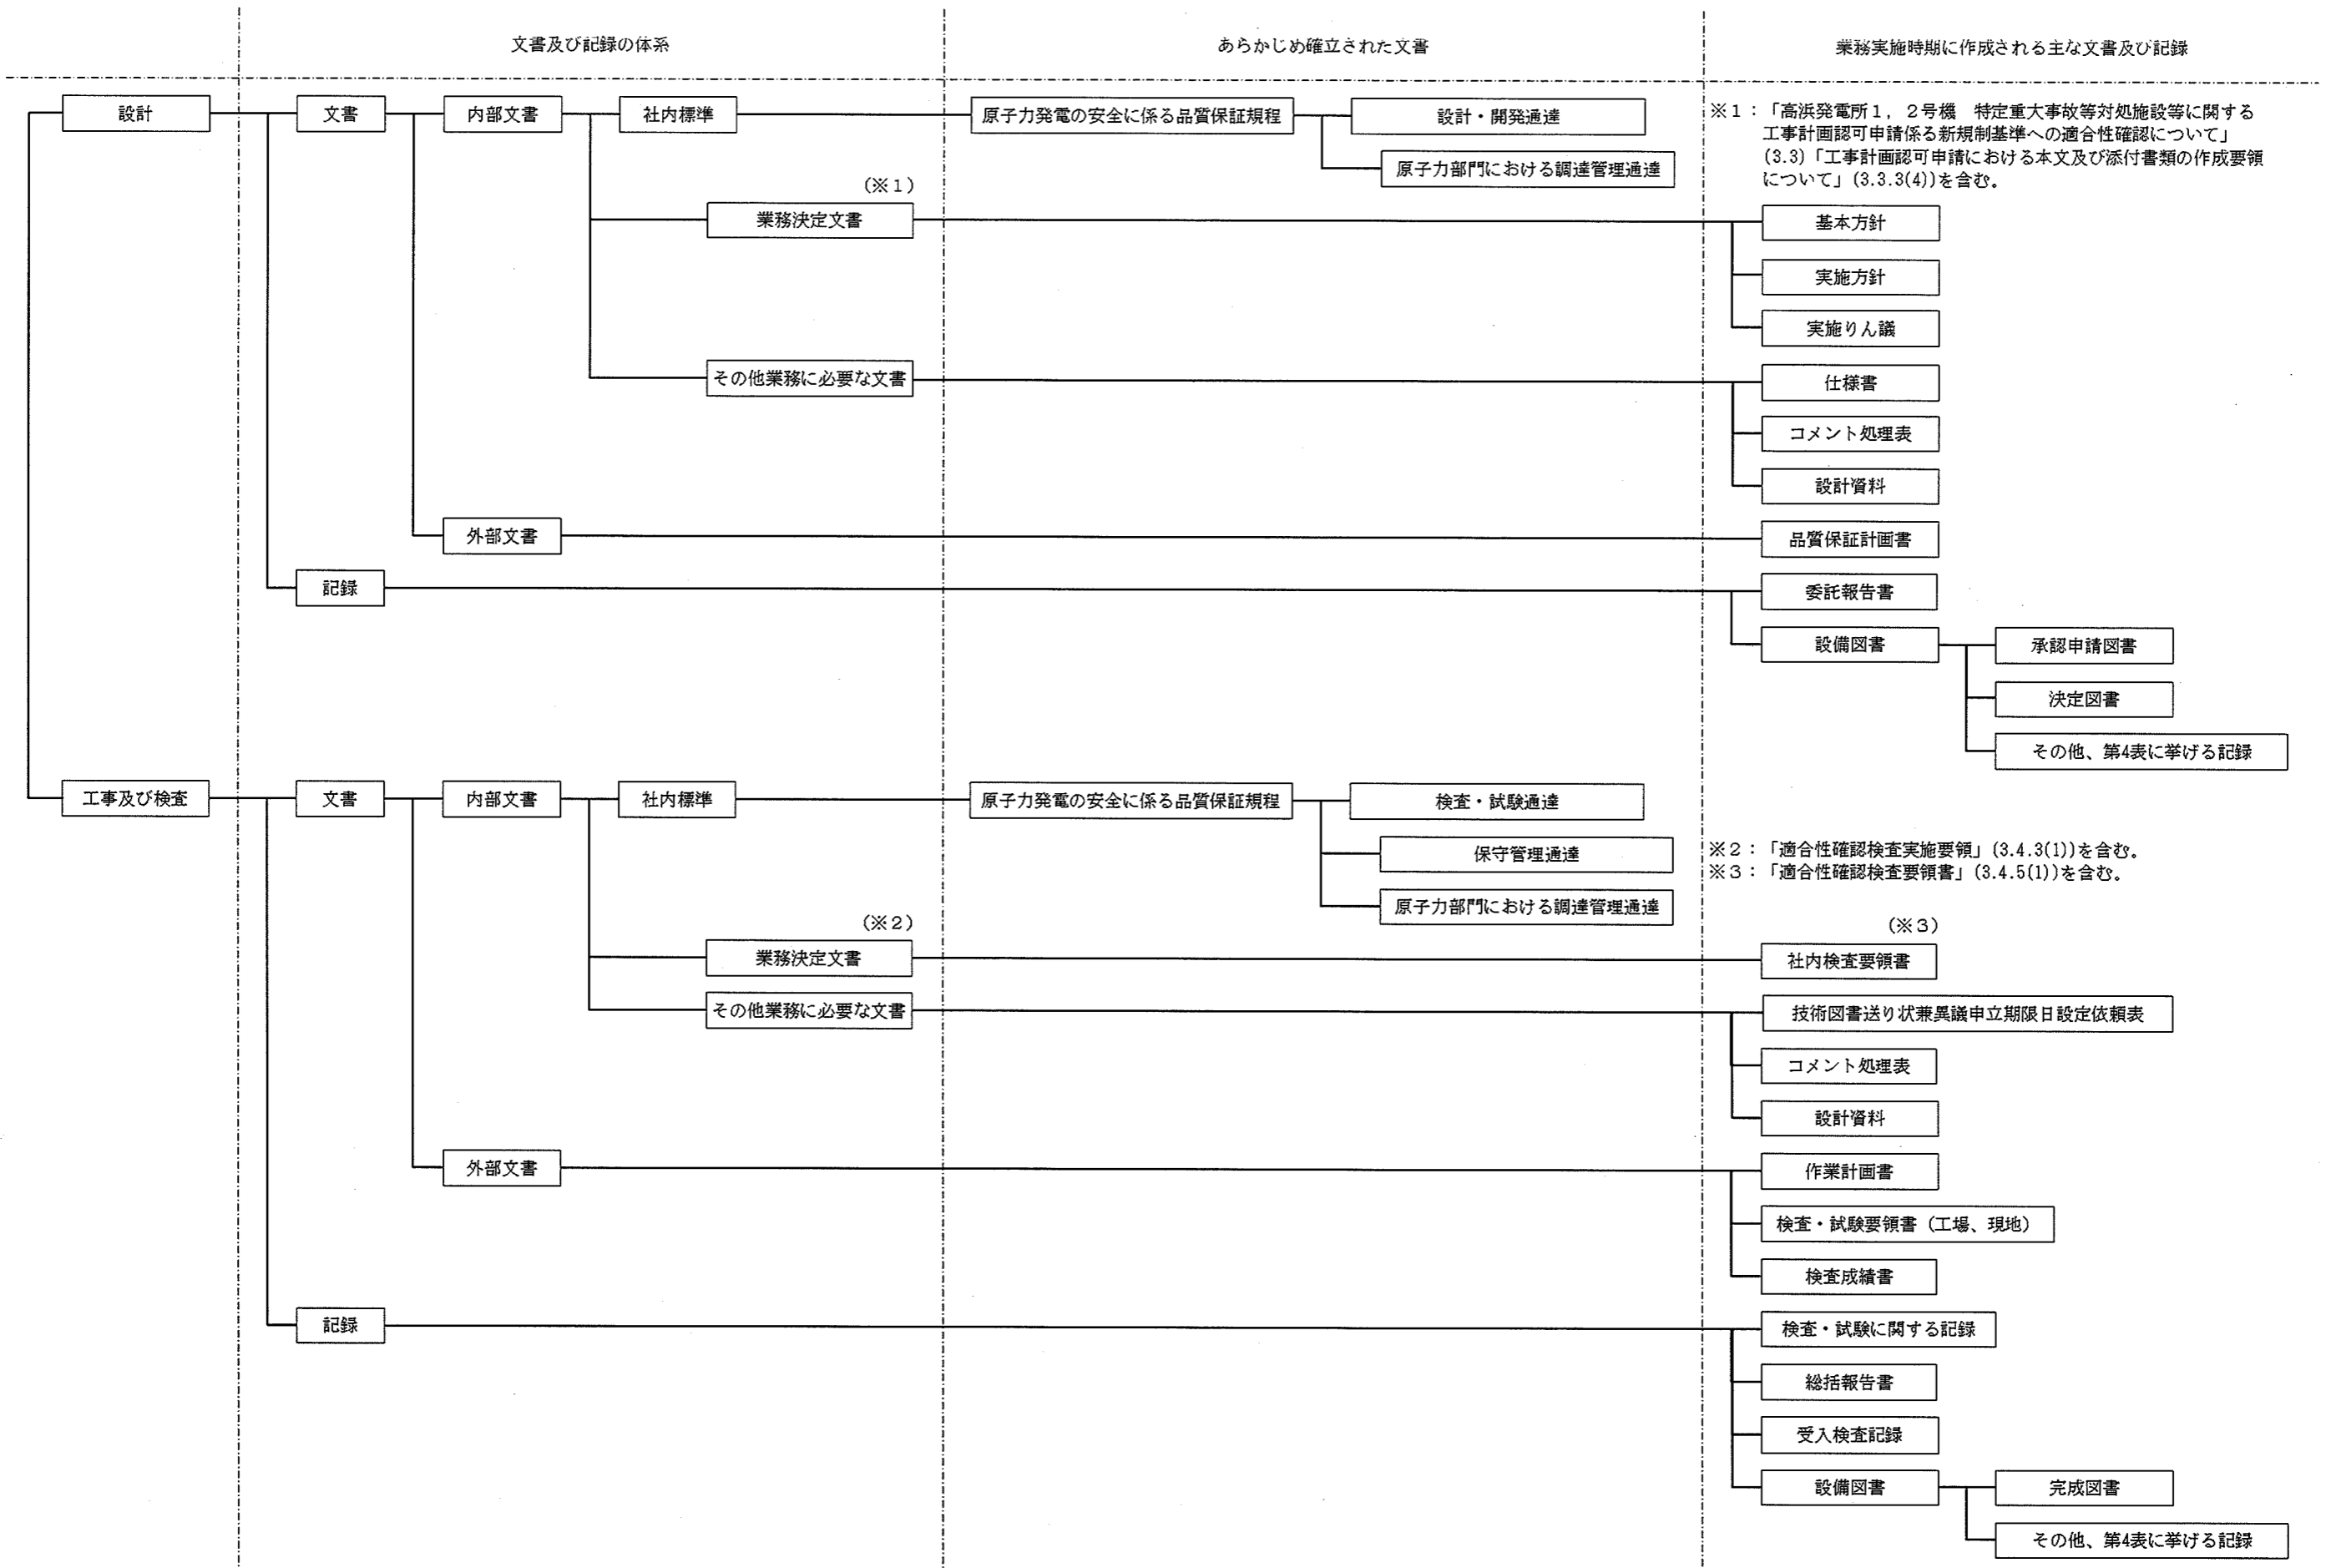 文書及び記録の体系
あらかじめ確立された文書
業務実施時期に作成される主な文書及び記録
設計
文書
内部文書
社内標準
原子力発電の安全に係る品質保証規程
設計・開発通達
原子力部門における調達管理通達
※1:「高浜発電所1,2号機　特定重大事故等対処施設等に関する
工事計画認可申請係る新規制基準への適合性確認について」
(3.3)「工事計画認可申請における本文及び添付書類の作成要領
について」(3.3.3(4))を含む。
(※1)
業務決定文書
基本方針
実施方針
実施りん議
その他業務に必要な文書
仕様書
コメント処理表
設計資料
外部文書
品質保証計画書
記録
委託報告書
設備図書
承認申請図書
決定図書
その他、第4表に挙げる記録
工事及び検査
文書
内部文書
社内標準
原子力発電の安全に係る品質保証規程
検査・試験通達
保守管理通達
原子力部門における調達管理通達
※2:「適合性確認検査実施要領」(3.4.3(1))を含む。
※3:「適合性確認検査要領書」(3.4.5(1))を含む。
(※2)
業務決定文書
(※3)
社内検査要領書
その他業務に必要な文書
技術図書送り状兼異議申立期限日設定依頼表
コメント処理表
設計資料
外部文書
作業計画書
検査・試験要領書(工場、現地)
検査成績書
記録
検査・試験に関する記録
総括報告書
受入検査記録
設備図書
完成図書
その他、第4表に挙げる記録